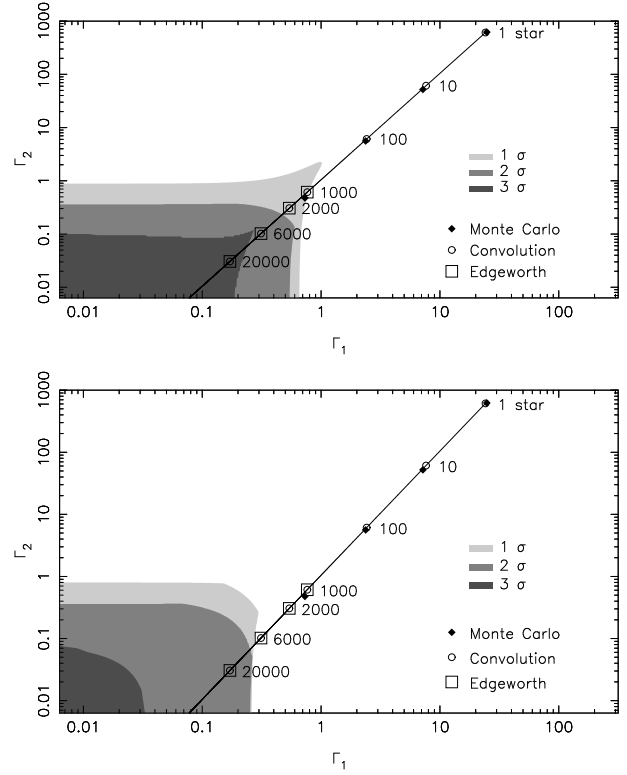 1000
100
10
1
0.1
0.01
Γ2
1 star
10
100
1000
2000
6000
20000
1 σ
2 σ
3 σ
Monte Carlo
Convolution
Edgeworth
0.01 0.1 1 10 100
Γ1
1000
100
10
1
0.1
0.01
Γ2
1 star
10
100
1000
2000
6000
20000
1 σ
2 σ
3 σ
Monte Carlo
Convolution
Edgeworth
0.01 0.1 1 10 100
Γ1